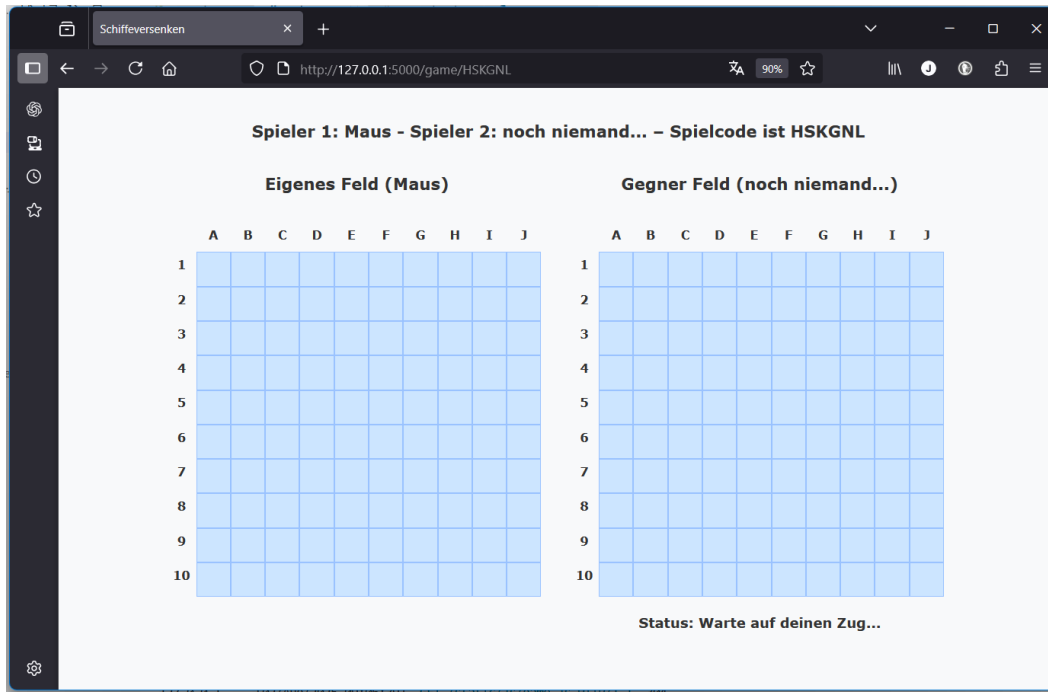 Schiffeversenken
http://127.0.0.1:5000/game/HSKGNL
90%
J
Spieler 1: Maus - Spieler 2: noch niemand... – Spielcode ist HSKGNL
Eigenes Feld (Maus)
Gegner Feld (noch niemand...)
A B C D E F G H I J
A B C D E F G H I J
1 1
2 2
3 3
4 4
5 5
6 6
7 7
8 8
9 9
10 10
Status: Warte auf deinen Zug...